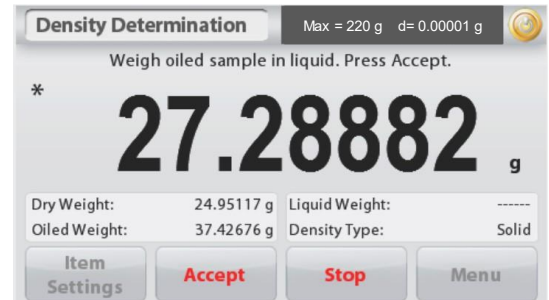 Density Determination
Max = 220 g d= 0.00001 g
Weigh oiled sample in liquid. Press Accept.
*
27.28882 g
Dry Weight: 24.95117 g Liquid Weight: ------
Oiled Weight: 37.42676 g Density Type: Solid
Item Settings Accept Stop Menu